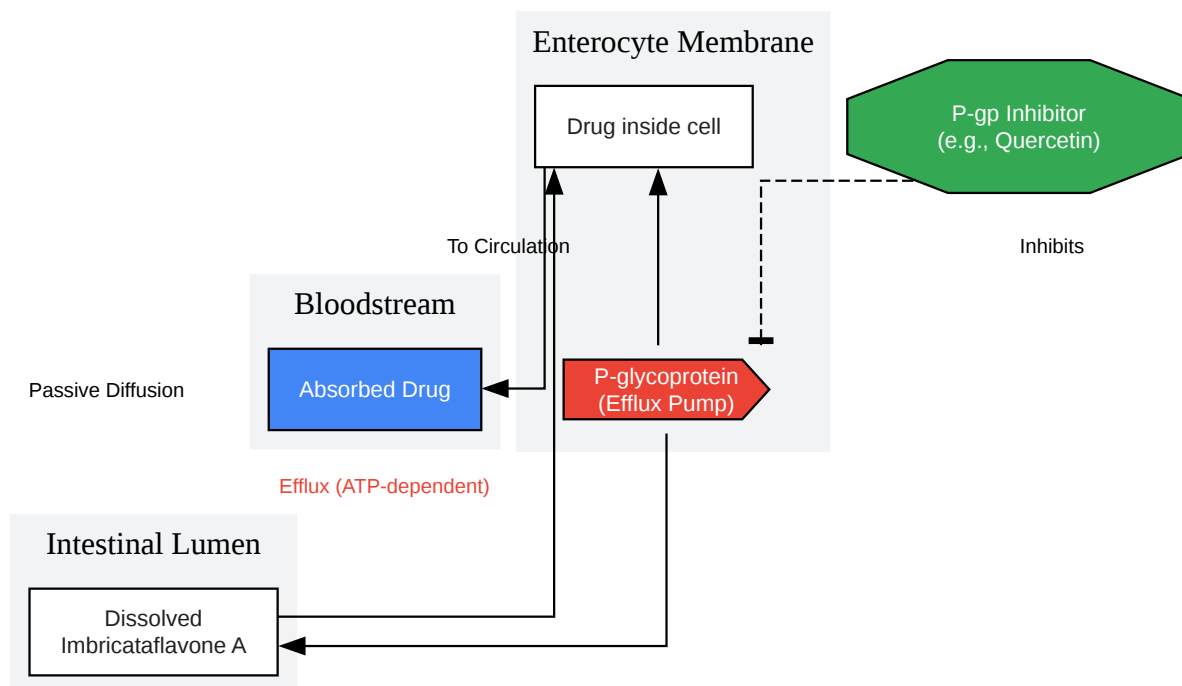 Enterocyte Membrane
Drug inside cell
P-gp Inhibitor
(e.g., Quercetin)
To Circulation
Inhibits
Bloodstream
Absorbed Drug
P-glycoprotein
(Efflux Pump)
Passive Diffusion
Efflux (ATP-dependent)
Intestinal Lumen
Dissolved
Imbricataflavone A